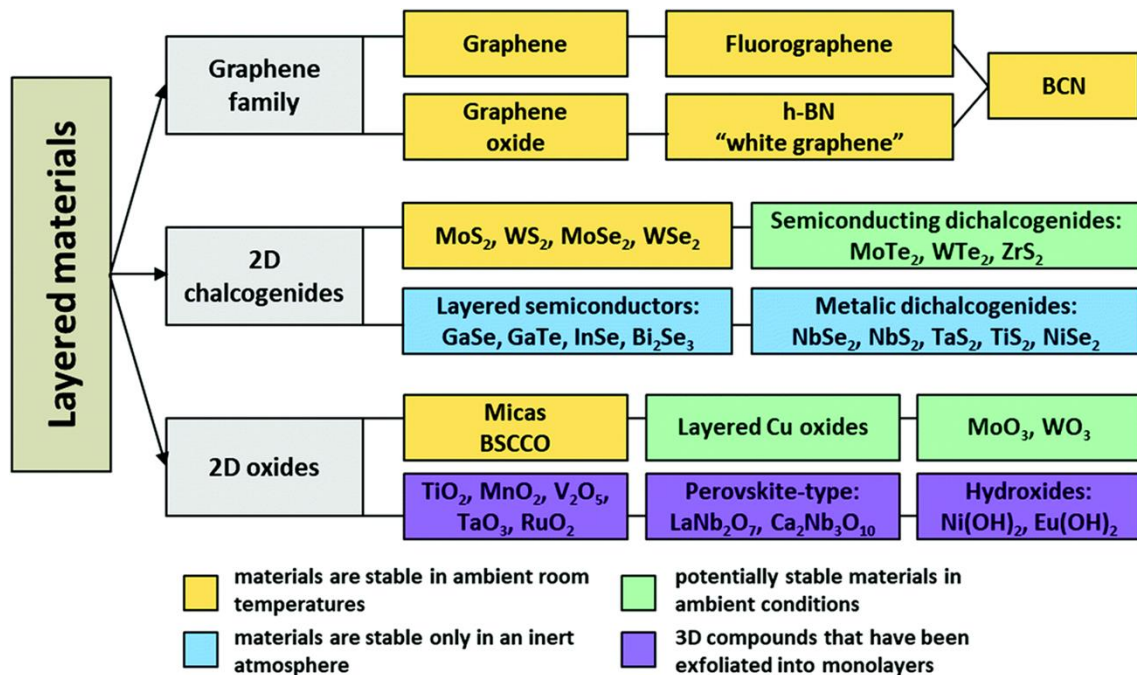 Layered materials
Graphene
family
Graphene
Fluorographene
BCN
Graphene
oxide
h-BN
“white graphene”
2D
chalcogenides
MoS₂, WS₂, MoSe₂, WSe₂
Semiconducting dichalcogenides:
MoTe₂, WTe₂, ZrS₂
Layered semiconductors:
GaSe, GaTe, InSe, Bi₂Se₃
Metalic dichalcogenides:
NbSe₂, NbS₂, TaS₂, TiS₂, NiSe₂
2D oxides
Micas
BSCCO
Layered Cu oxides
MoO₃, WO₃
TiO₂, MnO₂, V₂O₅,
TaO₃, RuO₂
Perovskite-type:
LaNb₂O₇, Ca₂Nb₃O₁₀
Hydroxides:
Ni(OH)₂, Eu(OH)₂
materials are stable in ambient room
temperatures
potentially stable materials in
ambient conditions
materials are stable only in an inert
atmosphere
3D compounds that have been
exfoliated into monolayers